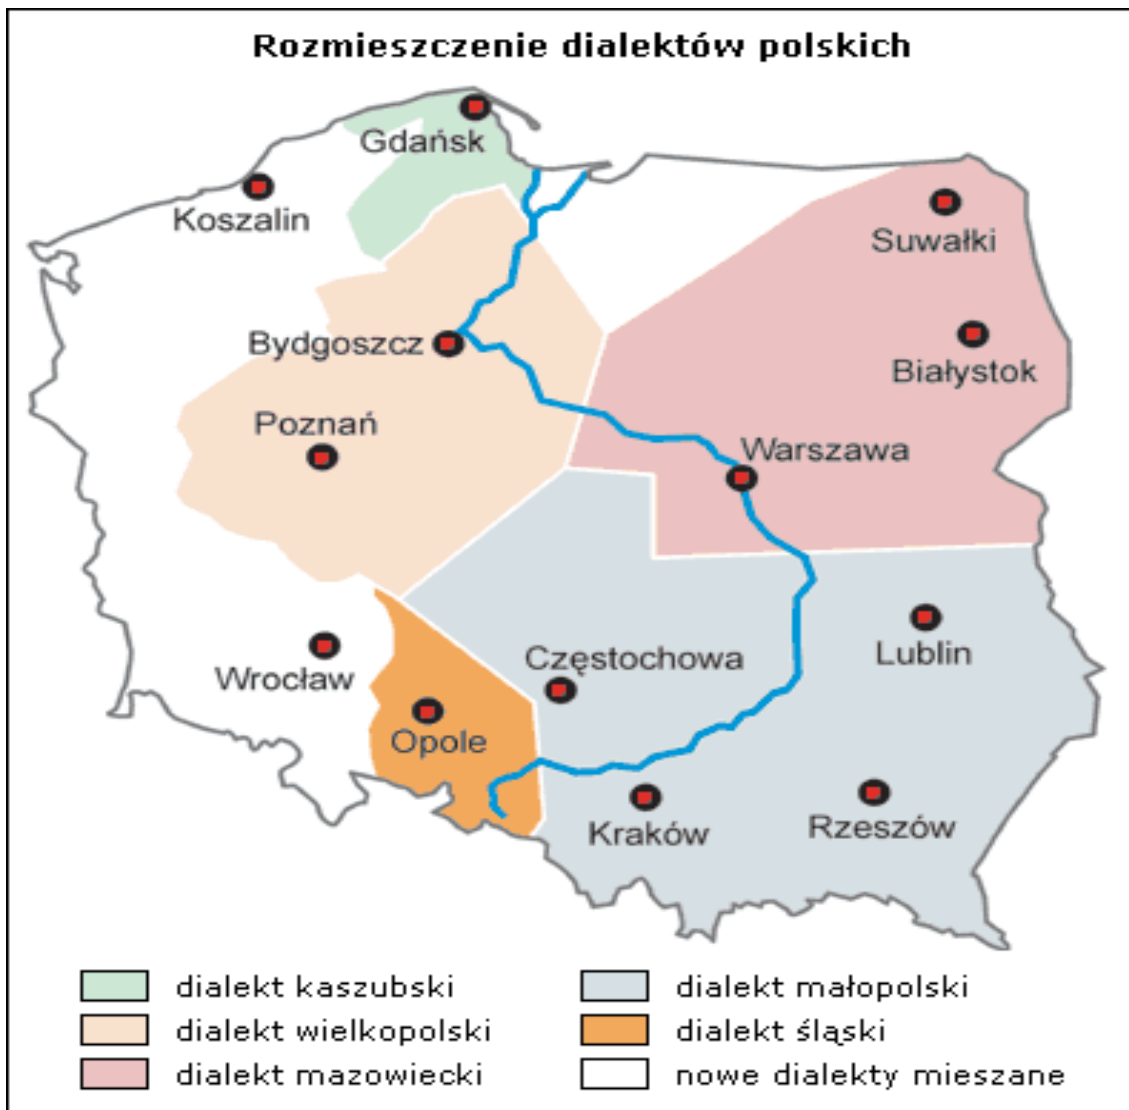 Rozmieszczenie dialektów polskich
Gdańsk
Koszalin
Suwałki
Bydgoszcz
Białystok
Poznań
Warszawa
Wrocław
Częstochowa
Lublin
Opole
Kraków
Rzeszów
dialekt kaszubski
dialekt wielkopolski
dialekt mazowiecki
dialekt małopolski
dialekt śląski
nowe dialekty mieszane